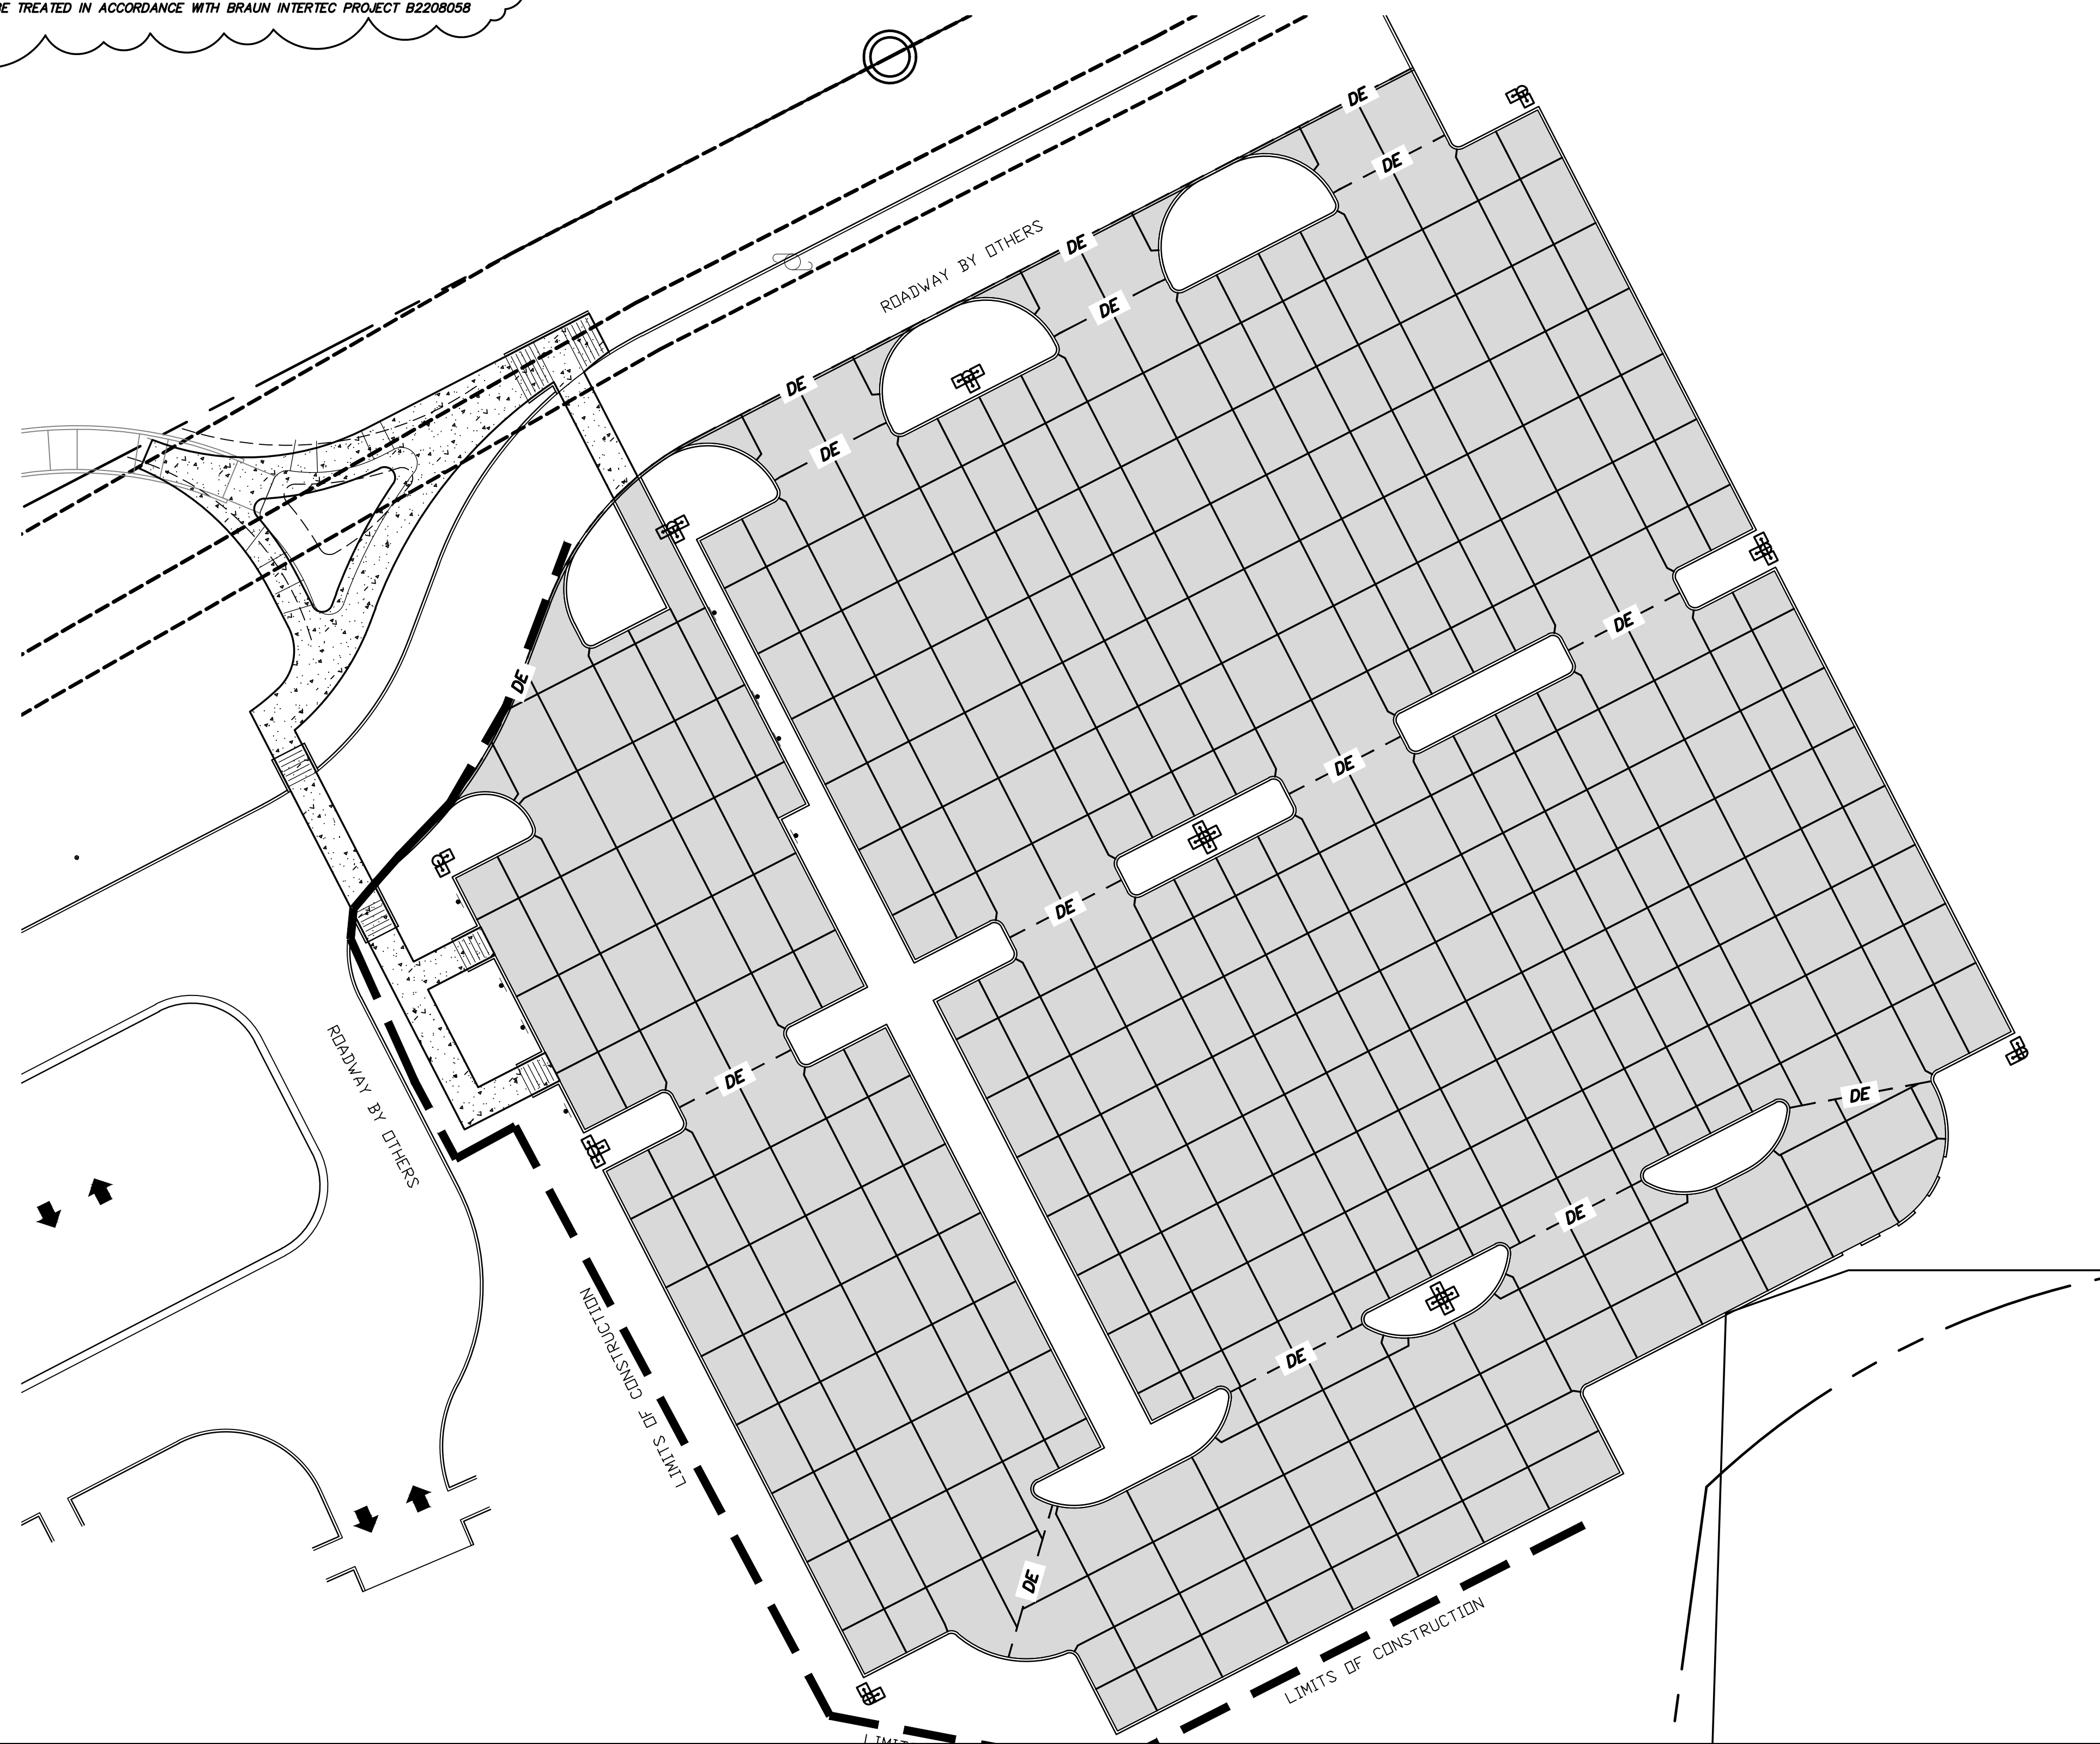 BE TREATED IN ACCORDANCE WITH BRAUN INTERTEC PROJECT B2208058
DE
DE
ROADWAY BY OTHERS
DE
DE
DE
DE
DE
DE
DE
DE
DE
DE
ROADWAY BY OTHERS
DE
DE
LIMITS OF CONSTRUCTION
DE
DE
LIMITS OF CONSTRUCTION